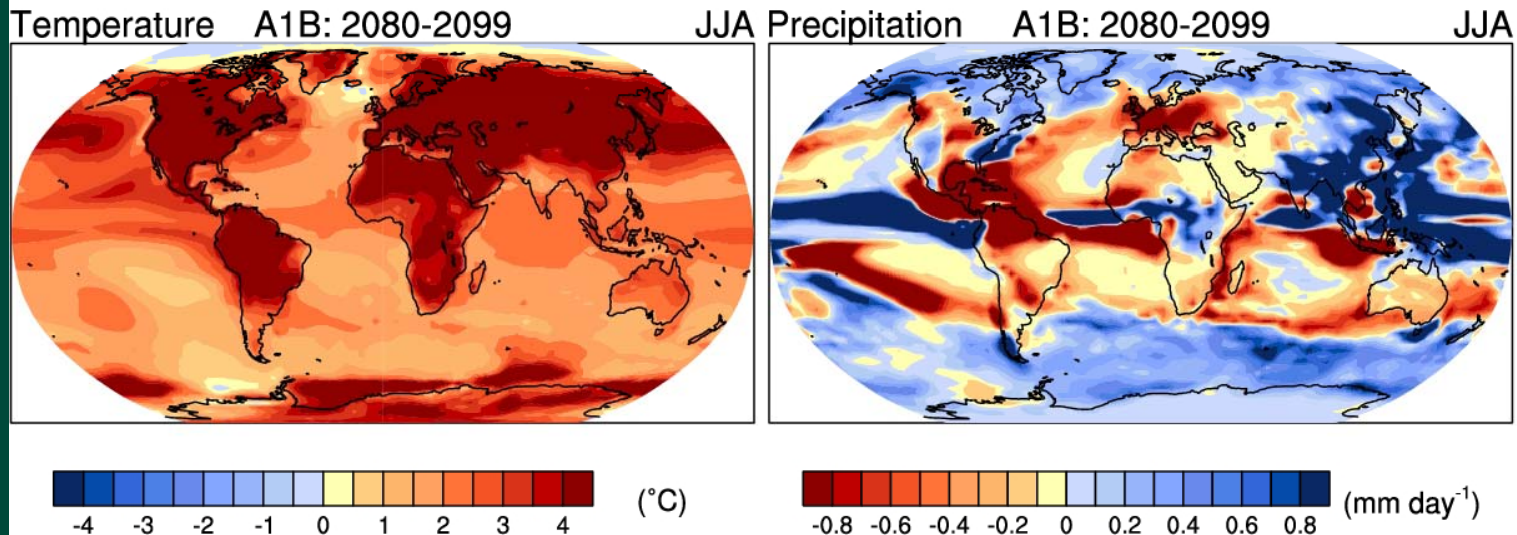 Temperature A1B: 2080-2099 JJA
Precipitation A1B: 2080-2099 JJA
-4 -3 -2 -1 0 1 2 3 4 (°C)
-0.8 -0.6 -0.4 -0.2 0 0.2 0.4 0.6 0.8 (mm day⁻¹)